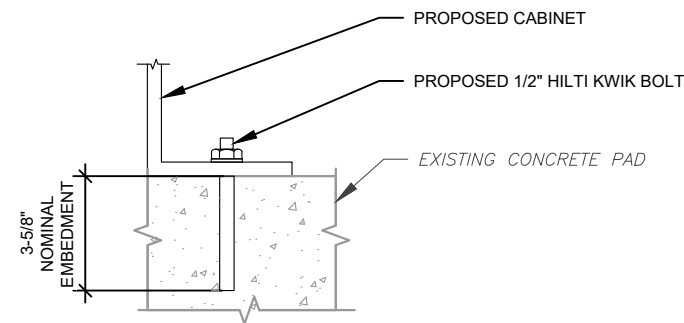 PROPOSED CABINET
PROPOSED 1/2" HILTI KWIK BOLT
EXISTING CONCRETE PAD
3-5/8"
NOMINAL
EMBEDMENT